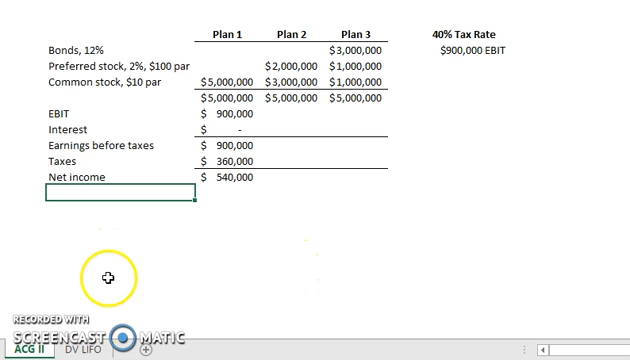 Plan 1 Plan 2 Plan 3 40% Tax Rate
Bonds, 12% $3,000,000 $900,000 EBIT
Preferred stock, 2%, $100 par $2,000,000 $1,000,000
Common stock, $10 par $5,000,000 $3,000,000 $1,000,000
$5,000,000 $5,000,000 $5,000,000
EBIT $ 900,000
Interest $ -
Earnings before taxes $ 900,000
Taxes $ 360,000
Net income $ 540,000
RECORDED WITH
SCREENCAST MATIC
ACG II DV LIFO